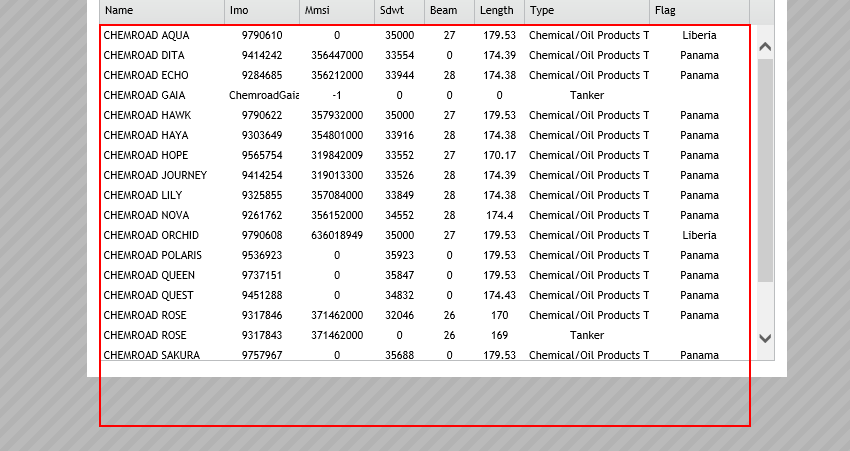 Name Imo Mmsi Sdwt Beam Length Type Flag
CHEMROAD AQUA 9790610 0 35000 27 179.53 Chemical/Oil Products T Liberia
CHEMROAD DITA 9414242 356447000 33554 0 174.39 Chemical/Oil Products T Panama
CHEMROAD ECHO 9284685 356212000 33944 28 174.38 Chemical/Oil Products T Panama
CHEMROAD GAIA ChemroadGaia -1 0 0 0 Tanker
CHEMROAD HAWK 9790622 357932000 35000 27 179.53 Chemical/Oil Products T Panama
CHEMROAD HAYA 9303649 354801000 33916 28 174.38 Chemical/Oil Products T Panama
CHEMROAD HOPE 9565754 319842009 33552 27 170.17 Chemical/Oil Products T Panama
CHEMROAD JOURNEY 9414254 319013300 33526 28 174.39 Chemical/Oil Products T Panama
CHEMROAD LILY 9325855 357084000 33849 28 174.38 Chemical/Oil Products T Panama
CHEMROAD NOVA 9261762 356152000 34552 28 174.4 Chemical/Oil Products T Panama
CHEMROAD ORCHID 9790608 636018949 35000 27 179.53 Chemical/Oil Products T Liberia
CHEMROAD POLARIS 9536923 0 35923 0 179.53 Chemical/Oil Products T Panama
CHEMROAD QUEEN 9737151 0 35847 0 179.53 Chemical/Oil Products T Panama
CHEMROAD QUEST 9451288 0 34832 0 174.43 Chemical/Oil Products T Panama
CHEMROAD ROSE 9317846 371462000 32046 26 170 Chemical/Oil Products T Panama
CHEMROAD ROSE 9317843 371462000 0 26 169 Tanker
CHEMROAD SAKURA 9757967 0 35688 0 179.53 Chemical/Oil Products T Panama